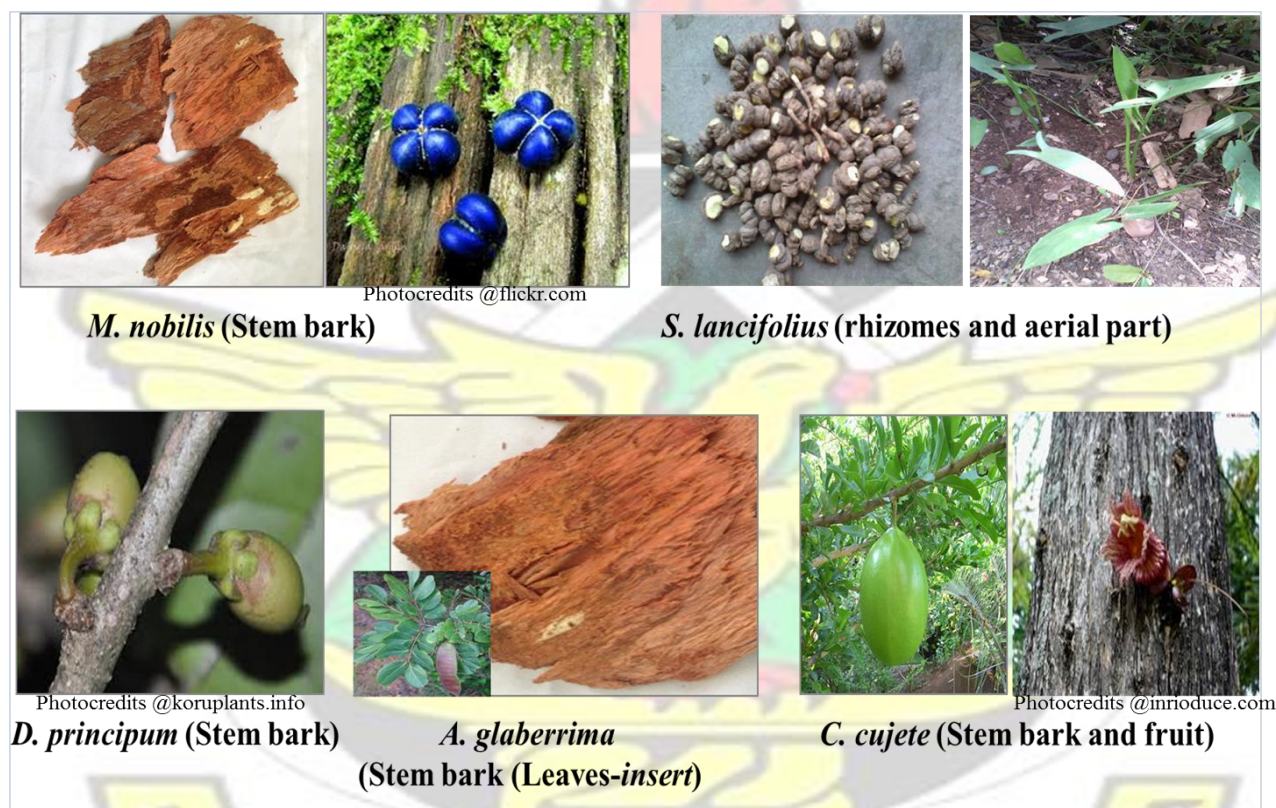 Photocredits @flickr.com
M. nobilis (Stem bark)
S. lancifolius (rhizomes and aerial part)
Photocredits @koruplants.info
Photocredits @inrioduce.com
D. principum (Stem bark)
A. glaberrima
(Stem bark (Leaves-insert)
C. cujete (Stem bark and fruit)